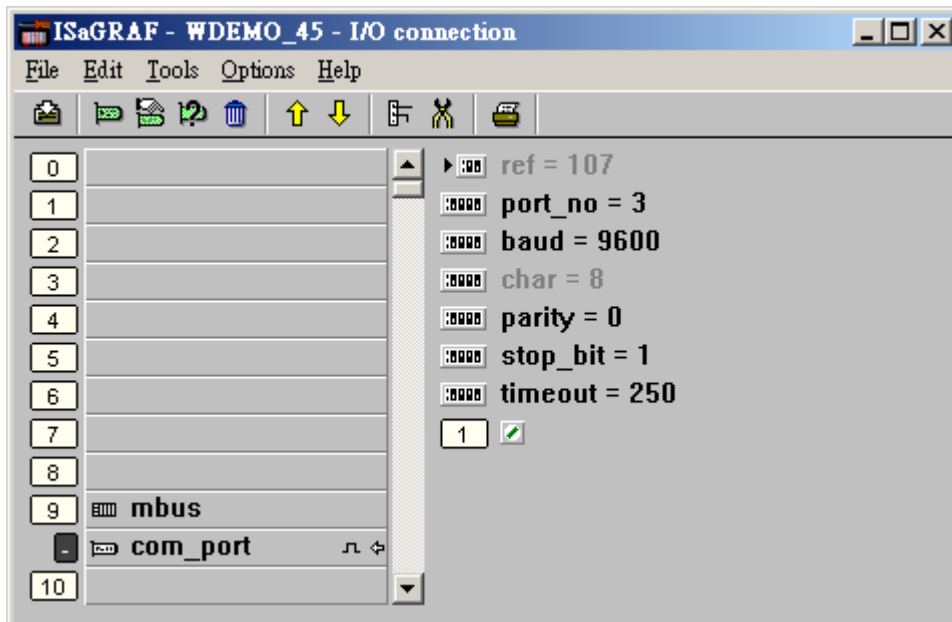 ISaGRAF - WDEMO_45 - I/O connection
File Edit Tools Options Help
0
1
2
3
4
5
6
7
8
9 mbus
- com_port
10
ref = 107
port_no = 3
baud = 9600
char = 8
parity = 0
stop_bit = 1
timeout = 250
1